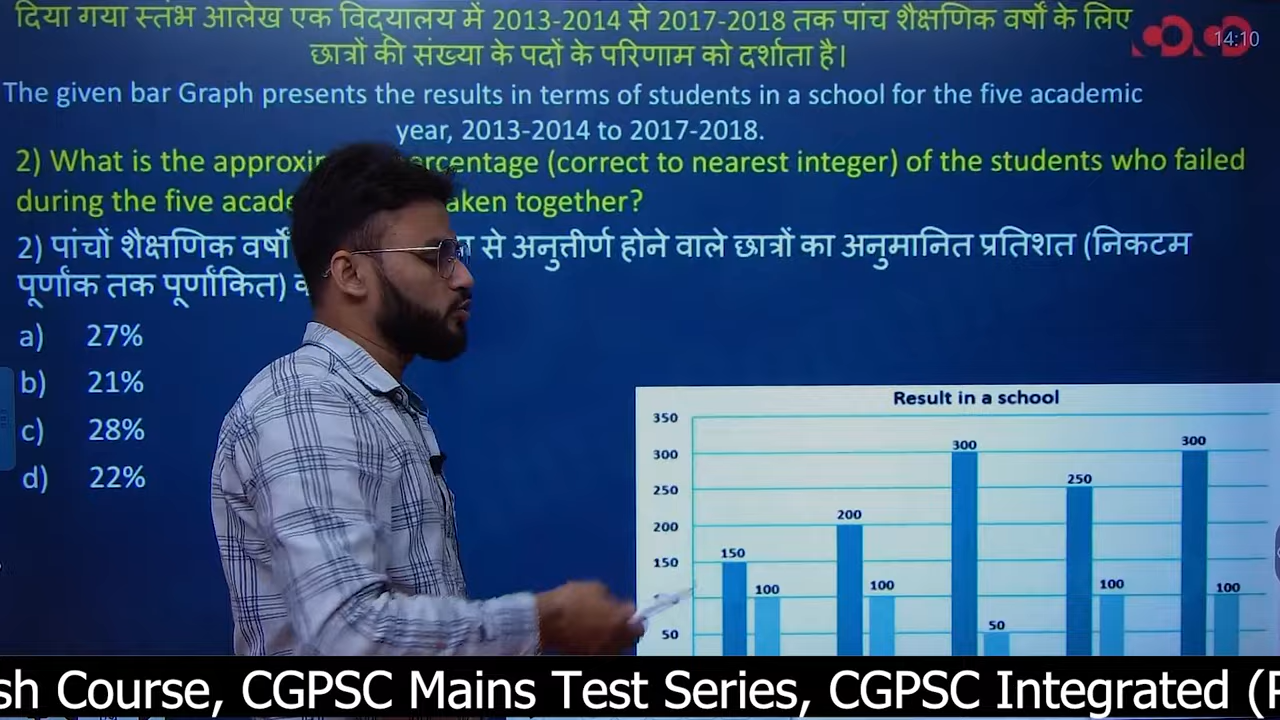 दिया गया स्तंभ आलेख एक विद्यालय में 2013-2014 से 2017-2018 तक पांच शैक्षणिक वर्षों के लिए
छात्रों की संख्या के पदों के परिणाम को दर्शाता है।
14:10
The given bar Graph presents the results in terms of students in a school for the five academic
year, 2013-2014 to 2017-2018.
2) What is the (correct to nearest integer) of the students who failed
during the five together?
2) पांचों शैक्षणिक वर्षों से अनुत्तीर्ण होने वाले छात्रों का अनुमानित प्रतिशत (निकटम
पूर्णांक तक पूर्णांकित)
a) 27%
b) 21%
c) 28%
d) 22%
Result in a school
350
300
250
200
150
50
150
100
200
100
300
50
250
100
300
100
sh Course, CGPSC Mains Test Series, CGPSC Integrated (